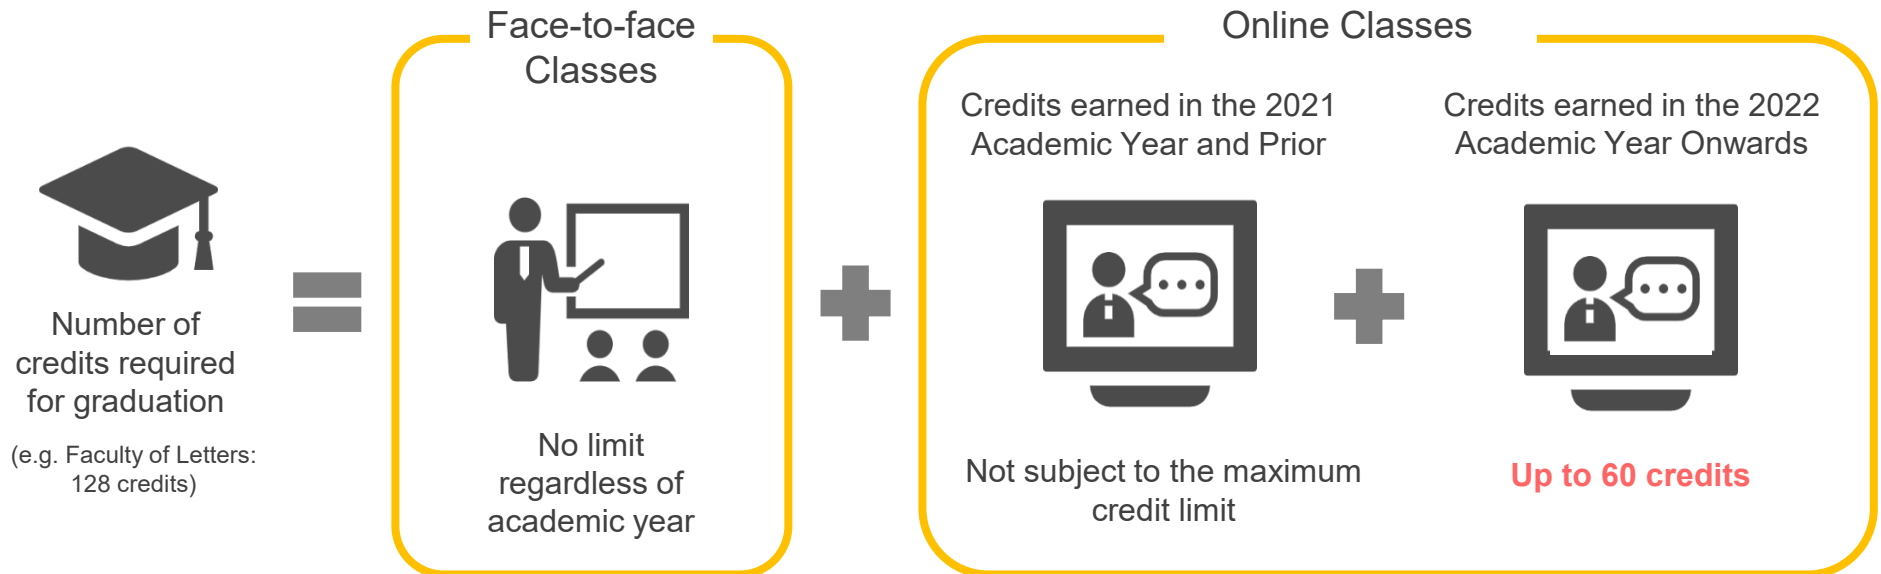 Number of
credits required
for graduation
(e.g. Faculty of Letters:
128 credits)
Face-to-face
Classes
No limit
regardless of
academic year
Online Classes
Credits earned in the 2021
Academic Year and Prior
Not subject to the maximum
credit limit
Credits earned in the 2022
Academic Year Onwards
Up to 60 credits